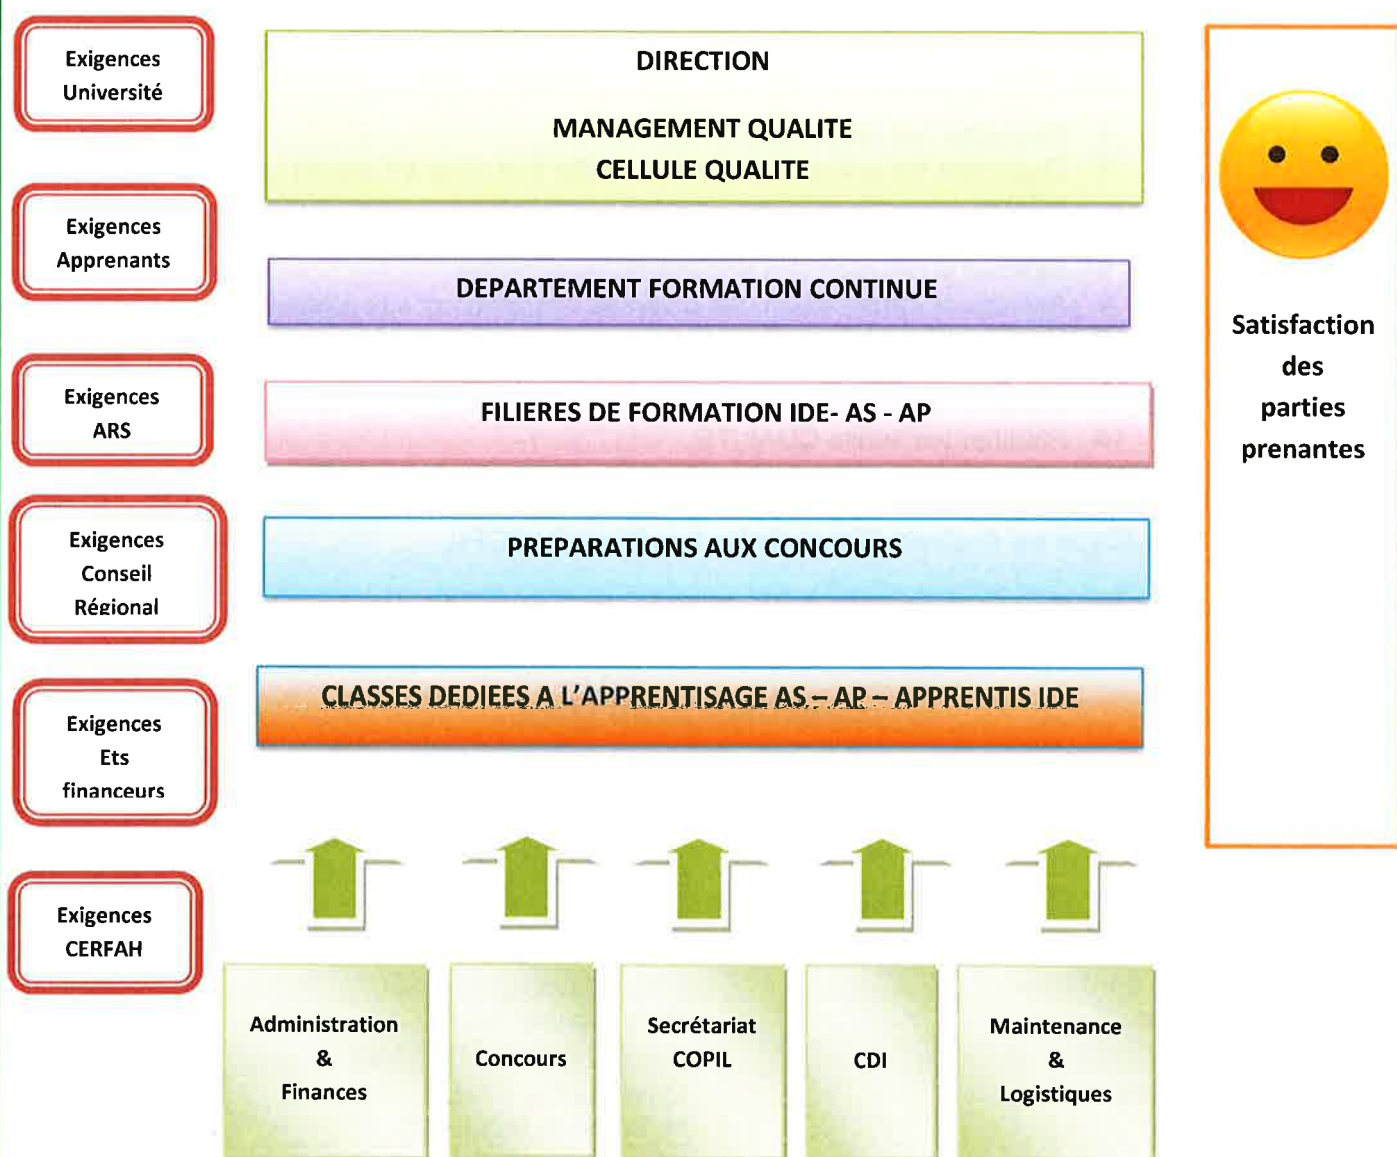 Exigences
Université
Exigences
Apprenants
Exigences
ARS
Exigences
Conseil
Régional
Exigences
Ets
financeurs
Exigences
CERFAH
DIRECTION
MANAGEMENT QUALITE
CELLULE QUALITE
DEPARTEMENT FORMATION CONTINUE
FILIERES DE FORMATION IDE- AS - AP
PREPARATIONS AUX CONCOURS
CLASSES DEDIEES A L'APPRENTISAGE AS – AP – APPRENTIS IDE
Administration
&
Finances
Concours
Secrétariat
COPIL
CDI
Maintenance
&
Logistiques
Satisfaction
des
parties
prenantes